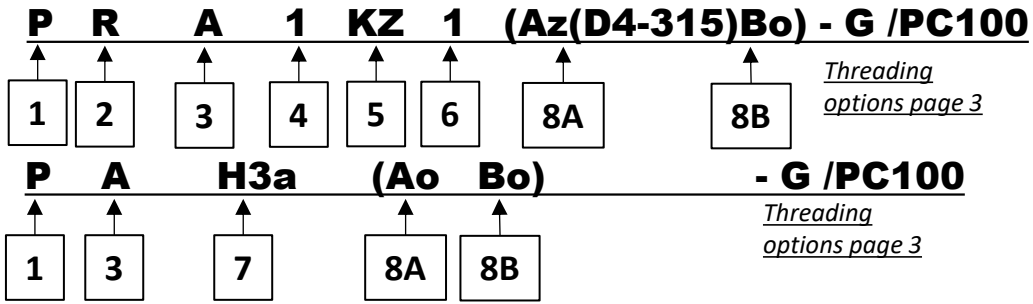 P R A 1 KZ 1 (Az(D4-315)Bo) - G /PC100
Threading
options page 3
1 2 3 4 5 6 8A 8B
P A H3a (Ao Bo) - G /PC100
Threading
options page 3
1 3 7 8A 8B